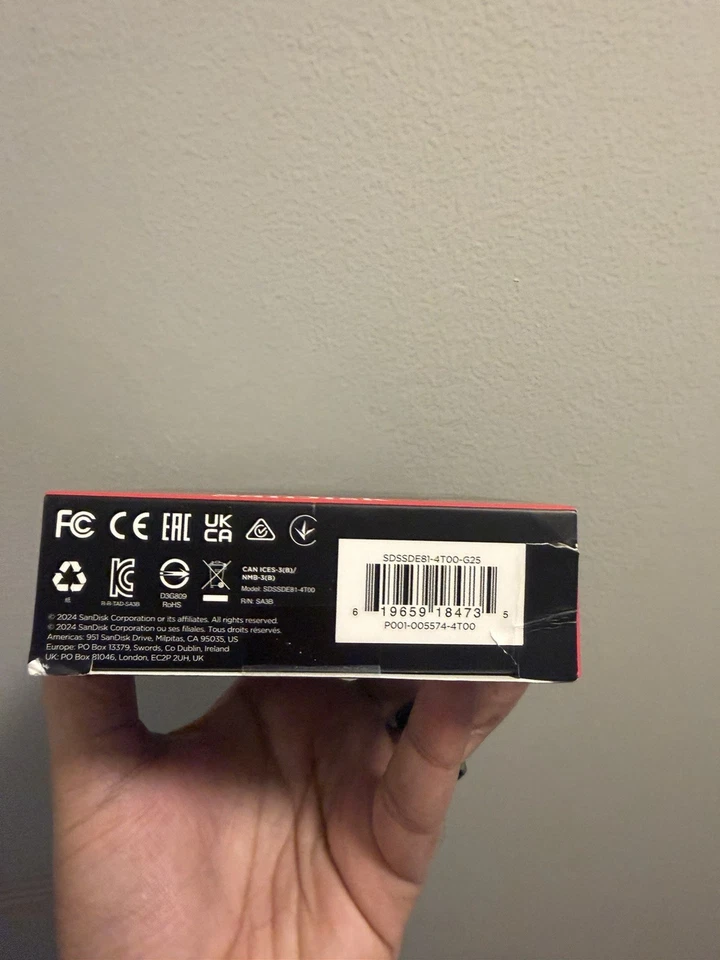 FC CE EAC UK CA
CAN ICES-3(B)/
NMB-3(B)
Model: SDSSDE81-4T00
R/N: SA3B
R-R-TAD-SA3B
D3G809
RoHS
© 2024 SanDisk Corporation or its affiliates. All rights reserved.
© 2024 SanDisk Corporation ou ses filiales. Tous droits réservés.
Americas: 951 SanDisk Drive, Milpitas, CA 95035, US
Europe: PO Box 13379, Swords, Co Dublin, Ireland
UK: PO Box 81046, London, EC2P 2UH, UK
SDSSDE81-4T00-G25
6 19659 18473 5
P001-005574-4T00